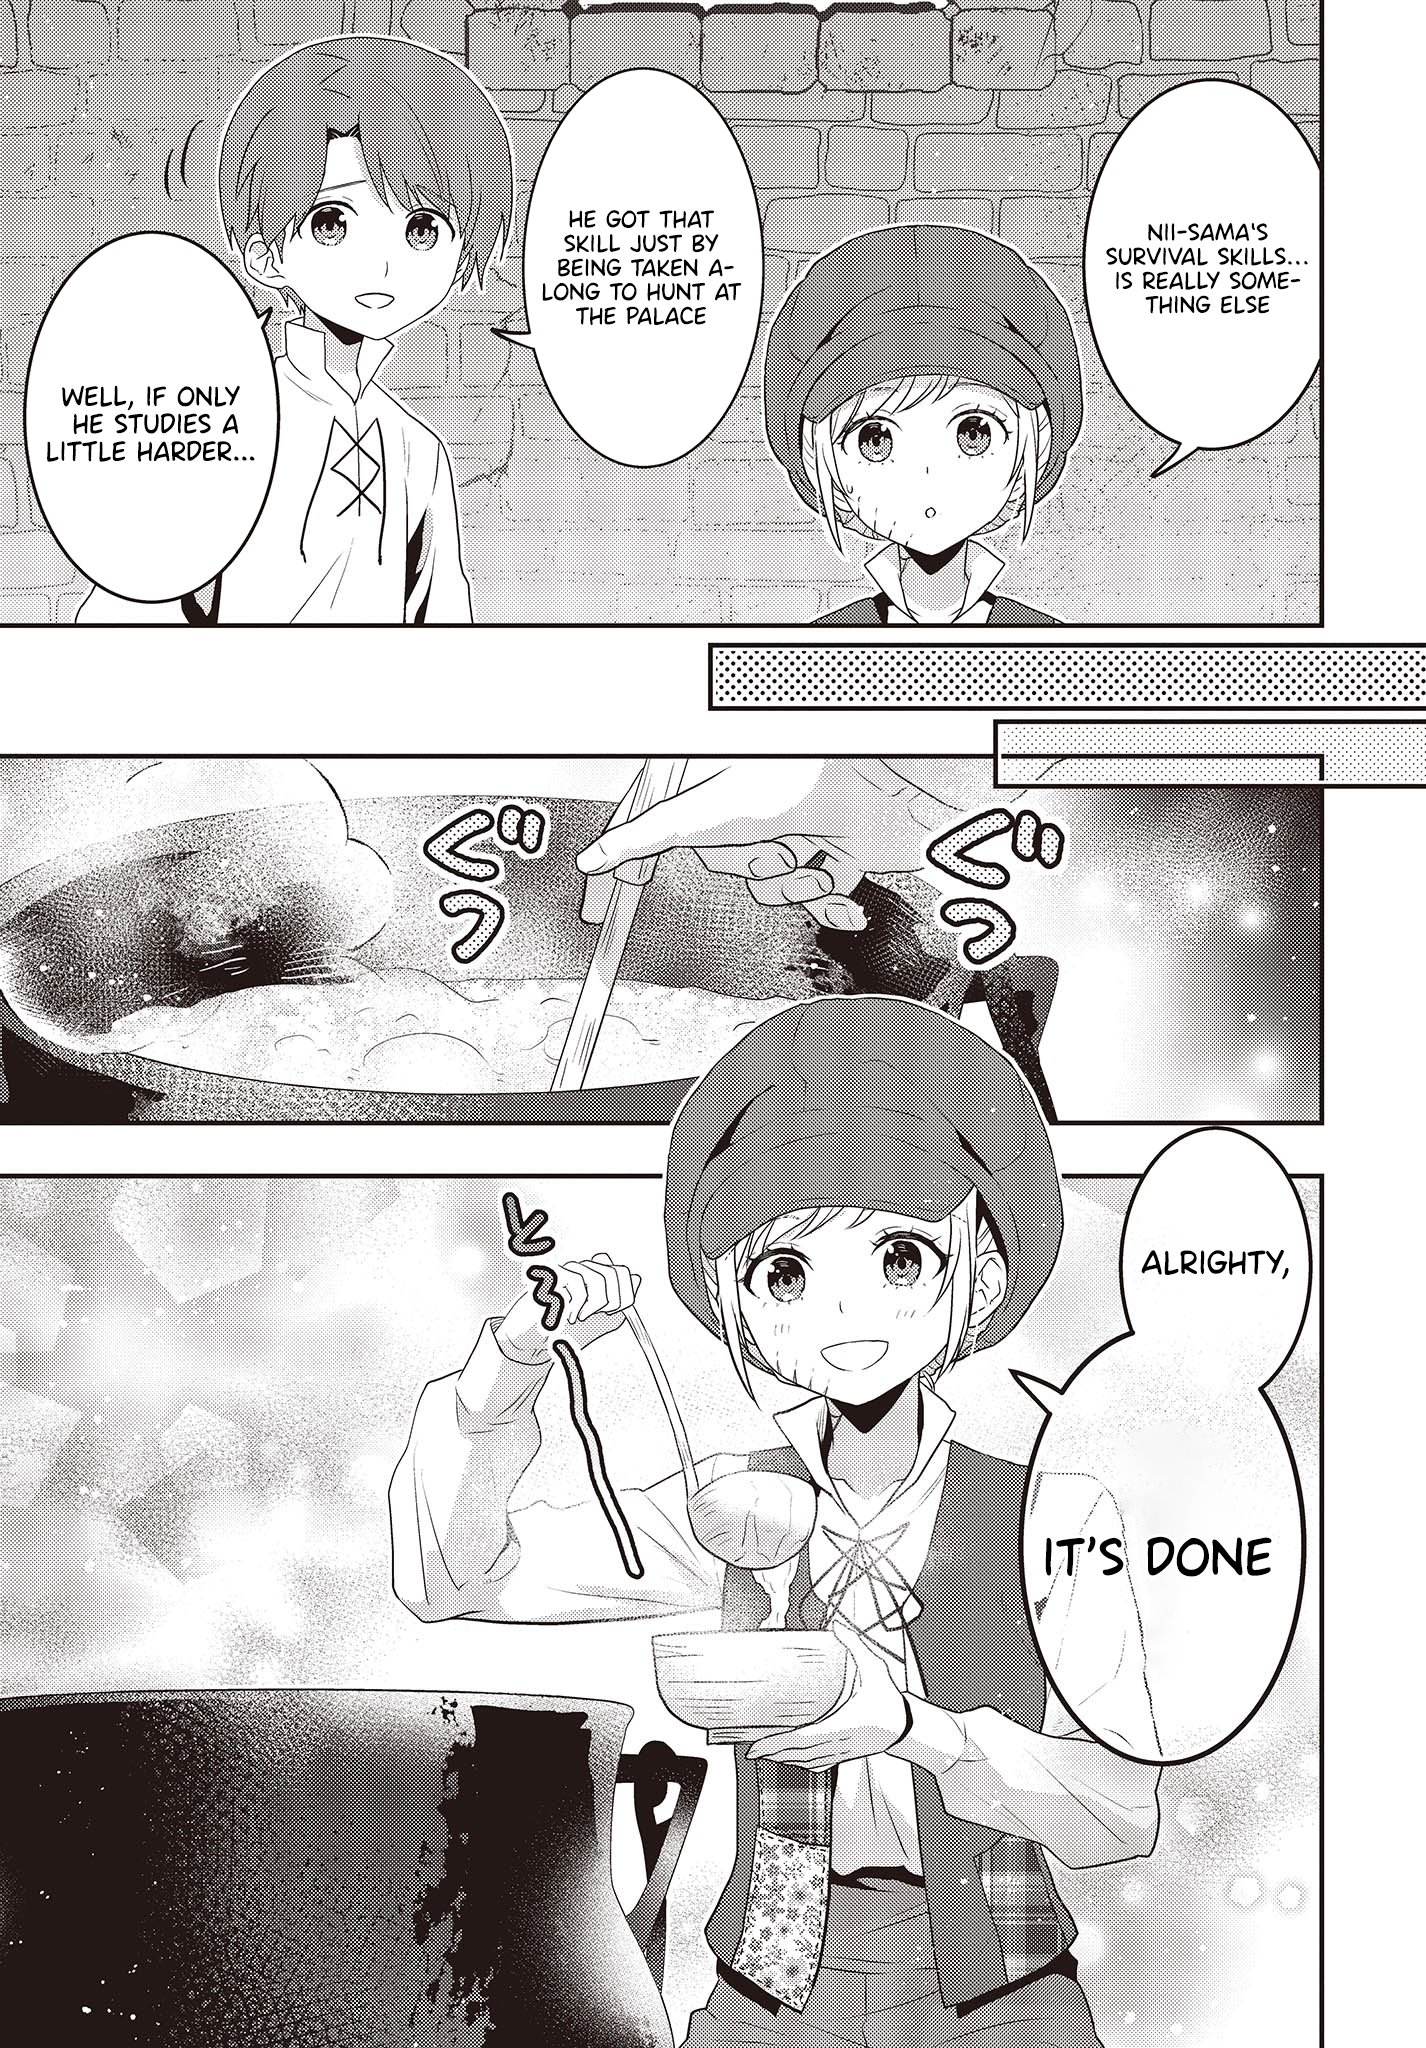 NII-SAMA'S
SURVIVAL SKILLS...
IS REALLY SOME-
THING ELSE
HE GOT THAT
SKILL JUST BY
BEING TAKEN A-
LONG TO HUNT AT
THE PALACE
WELL, IF ONLY
HE STUDIES A
LITTLE HARDER...
ぐつ
ぐつ
ALRIGHTY,
IT'S DONE
とろ〜